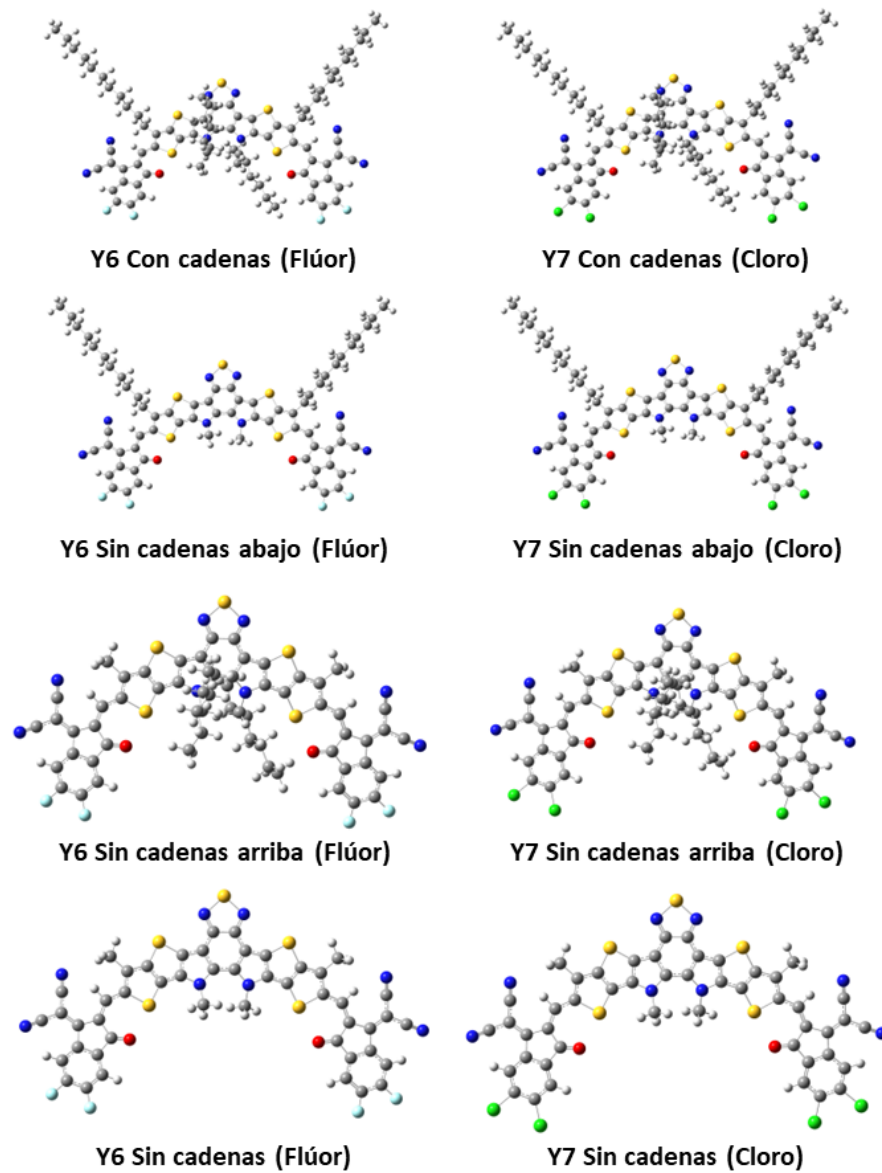 Y6 Con cadenas (Flúor)
Y7 Con cadenas (Cloro)
Y6 Sin cadenas abajo (Flúor)
Y7 Sin cadenas abajo (Cloro)
Y6 Sin cadenas arriba (Flúor)
Y7 Sin cadenas arriba (Cloro)
Y6 Sin cadenas (Flúor)
Y7 Sin cadenas (Cloro)